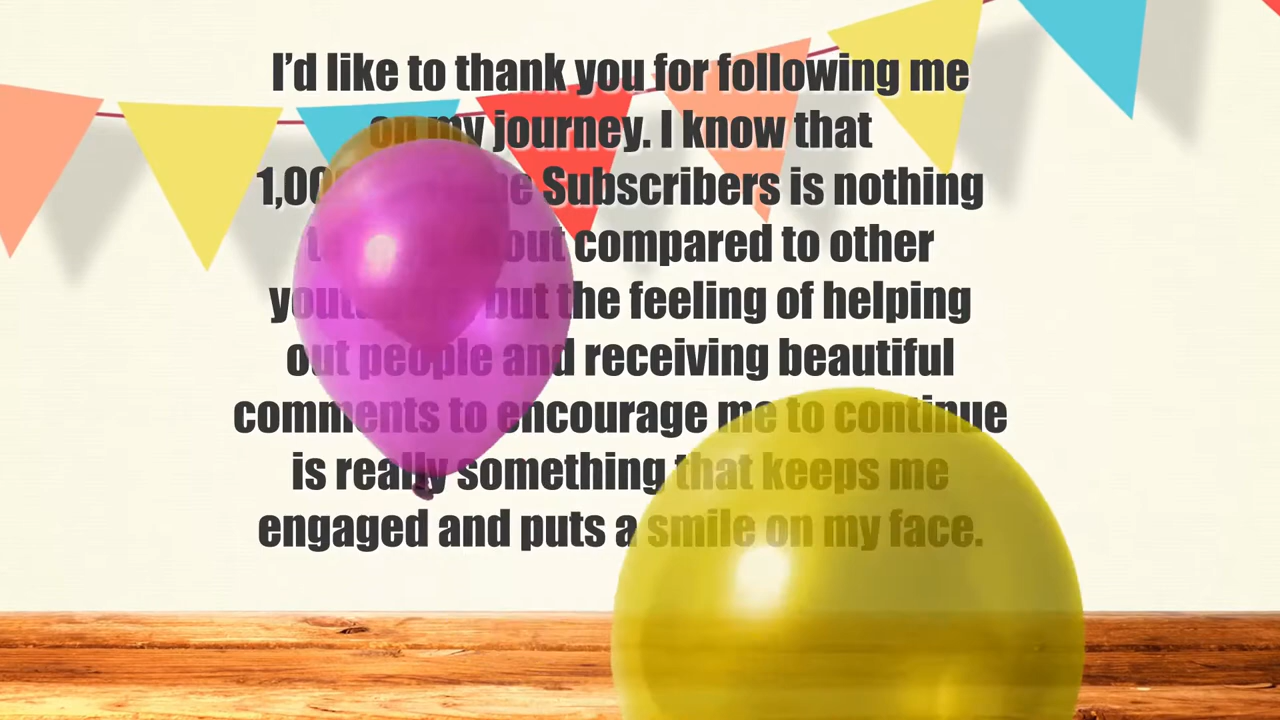 I’d like to thank you for following me
on my journey. I know that
Subscribers is nothing
compared to other
but the feeling of helping
out people and receiving beautiful
comments to encourage me to continue
is really something that keeps me
engaged and puts a smile on my face.